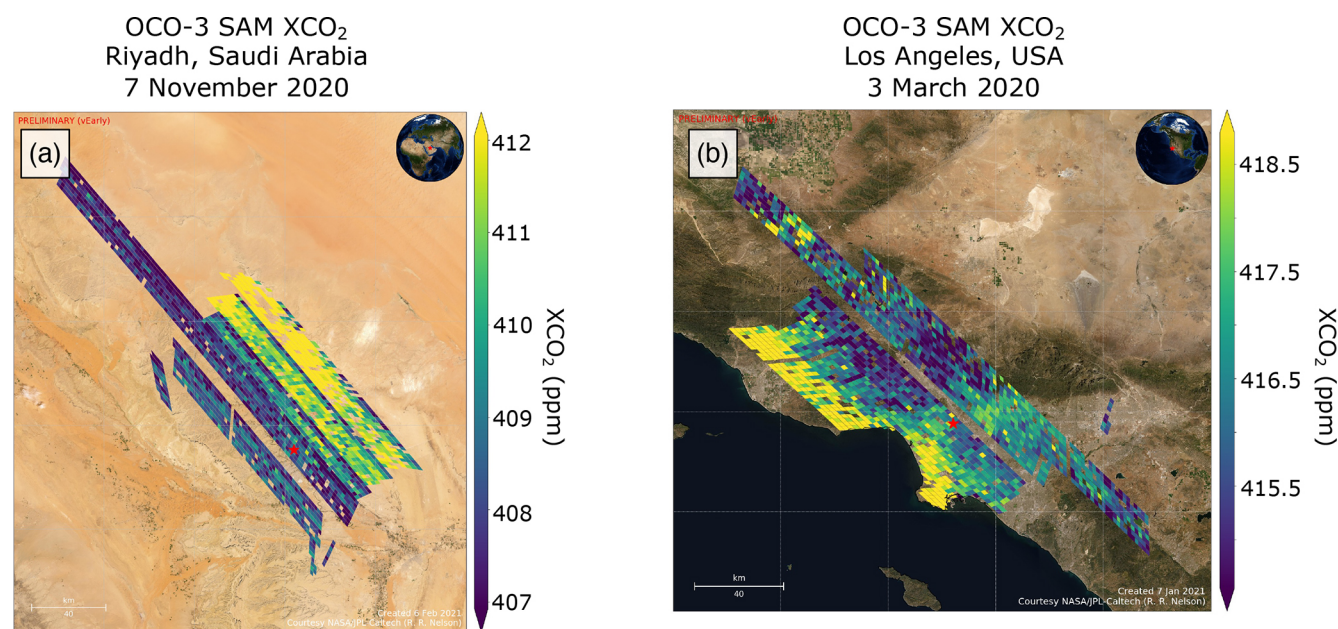 OCO-3 SAM XCO₂
Riyadh, Saudi Arabia
7 November 2020
PRELIMINARY (vEarly)
(a)
412
411
410
409
408
407
XCO₂ (ppm)
km
40
Created 6 Feb 2021
Courtesy NASA/JPL-Caltech (R. R. Nelson)
OCO-3 SAM XCO₂
Los Angeles, USA
3 March 2020
PRELIMINARY
(b)
418.5
417.5
416.5
415.5
XCO₂ (ppm)
km
40
Created 7 Jan 2021
Courtesy NASA/JPL-Caltech (R. R. Nelson)